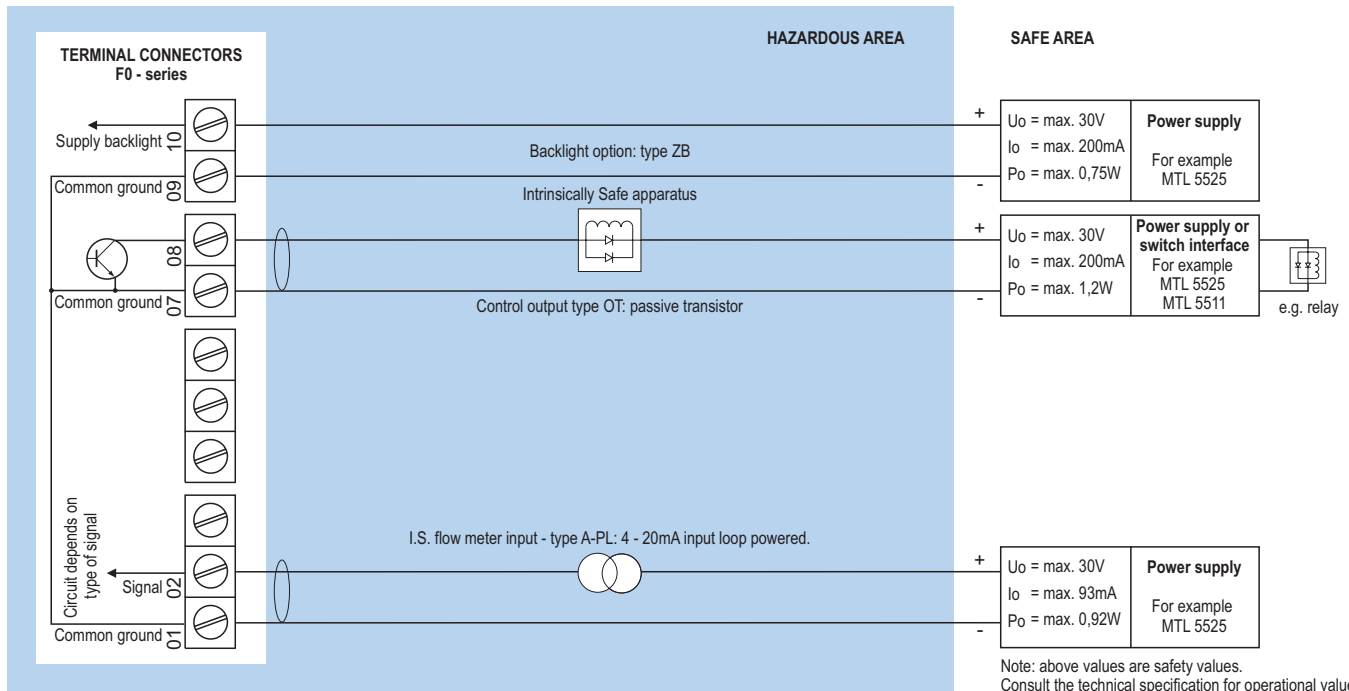 HAZARDOUS AREA
SAFE AREA
TERMINAL CONNECTORS
F0 - series
Supply backlight
10
Common ground
09
Backlight option: type ZB
+
-
Uo = max. 30V
Io = max. 200mA
Po = max. 0,75W
Power supply
For example
MTL 5525
Intrinsically Safe apparatus
08
Common ground
07
Control output type OT: passive transistor
+
-
Uo = max. 30V
Io = max. 200mA
Po = max. 1,2W
Power supply or
switch interface
For example
MTL 5525
MTL 5511
e.g. relay
Circuit depends on
type of signal
Signal
02
Common ground
01
I.S. flow meter input - type A-PL: 4 - 20mA input loop powered.
+
-
Uo = max. 30V
Io = max. 93mA
Po = max. 0,92W
Power supply
For example
MTL 5525
Note: above values are safety values.
Consult the technical specification for operational value